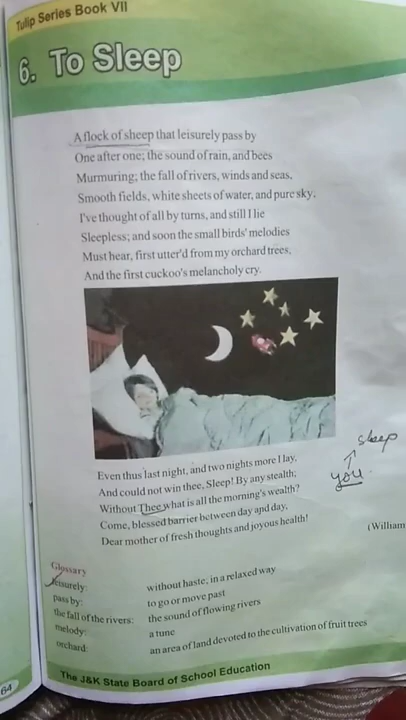 Tulip Series Book VII
6. To Sleep
A flock of sheep that leisurely pass by
One after one; the sound of rain, and bees
Murmuring; the fall of rivers, winds and seas,
Smooth fields, white sheets of water, and pure sky;
I've thought of all by turns, and still I lie
Sleepless; and soon the small birds' melodies
Must hear, first utter'd from my orchard trees,
And the first cuckoo's melancholy cry.
Even thus last night, and two nights more I lay,
And could not win thee, Sleep! By any stealth;
Without Thee what is all the morning's wealth?
Come, blessed barrier between day and day,
Dear mother of fresh thoughts and joyous health!
sleep
you
(William
Glossary
leisurely: without haste; in a relaxed way
pass by: to go or move past
the fall of the rivers: the sound of flowing rivers
melody: a tune
orchard: an area of land devoted to the cultivation of fruit trees
64
The J&K State Board of School Education